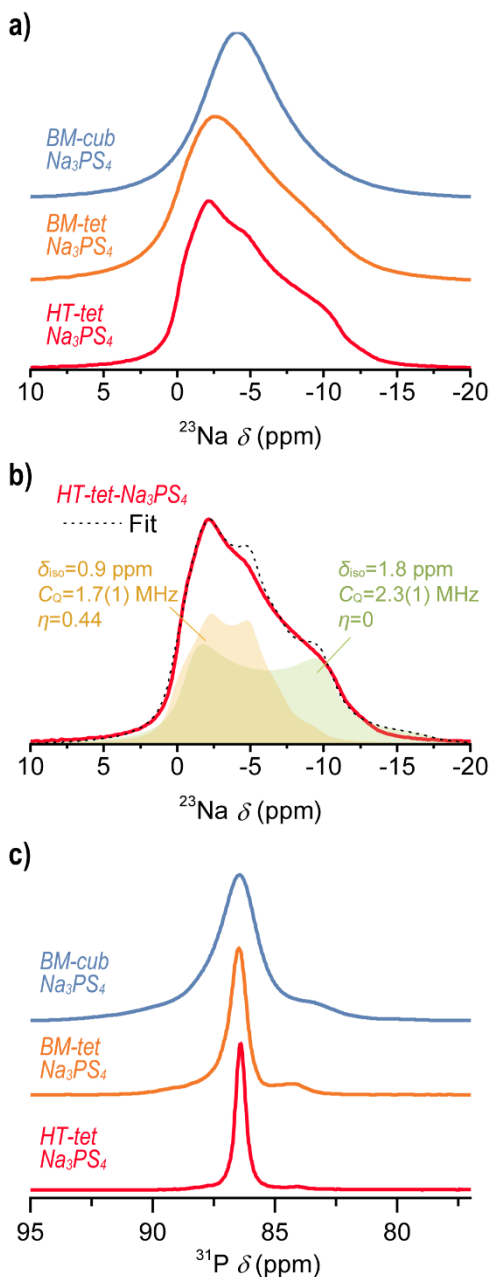 a)
BM-cub
Na₃PS₄
BM-tet
Na₃PS₄
HT-tet
Na₃PS₄
10 5 0 -5 -10 -15 -20
²³Na δ (ppm)
b)
HT-tet-Na₃PS₄
Fit
δiso=0.9 ppm
CQ=1.7(1) MHz
η=0.44
δiso=1.8 ppm
CQ=2.3(1) MHz
η=0
10 5 0 -5 -10 -15 -20
²³Na δ (ppm)
c)
BM-cub
Na₃PS₄
BM-tet
Na₃PS₄
HT-tet
Na₃PS₄
95 90 85 80
³¹P δ (ppm)